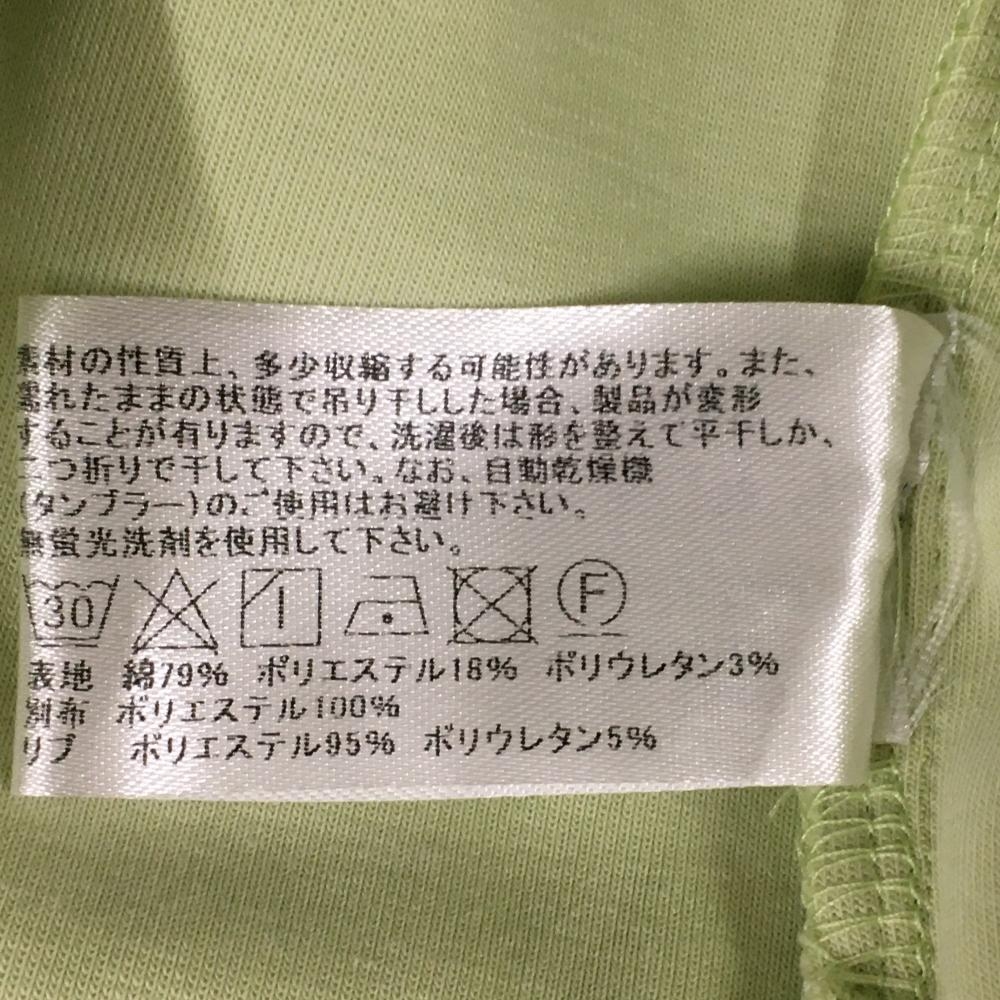 素材の性質上、多少収縮する可能性があります。また、
濡れたままの状態で吊り干しした場合、製品が変形
することが有りますので、洗濯後は形を整えて平干しか、
二つ折りで干して下さい。なお、自動乾燥機
(タンブラー)のご使用はお避け下さい。
無蛍光洗剤を使用して下さい。
30 F
表地 綿79% ポリエステル18% ポリウレタン3%
別布 ポリエステル100%
リブ ポリエステル95% ポリウレタン5%